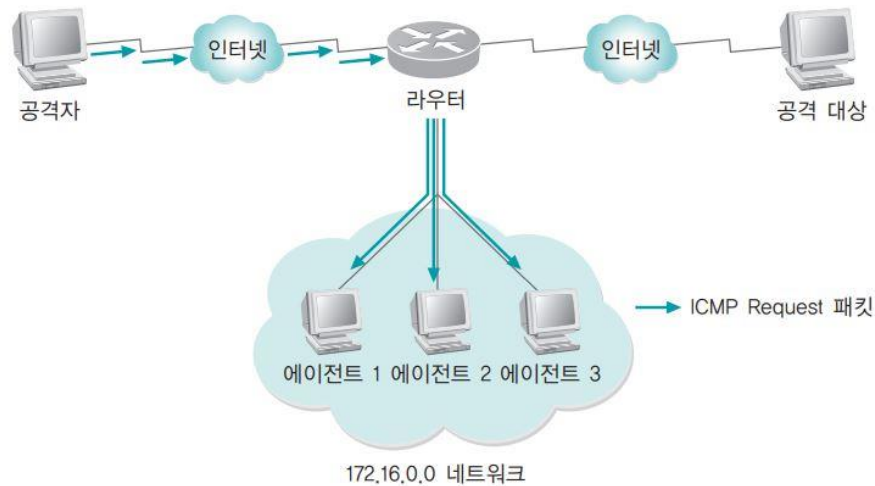 인터넷
인터넷
공격자
라우터
공격 대상
ICMP Request 패킷
에이전트 1 에이전트 2 에이전트 3
172.16.0.0 네트워크